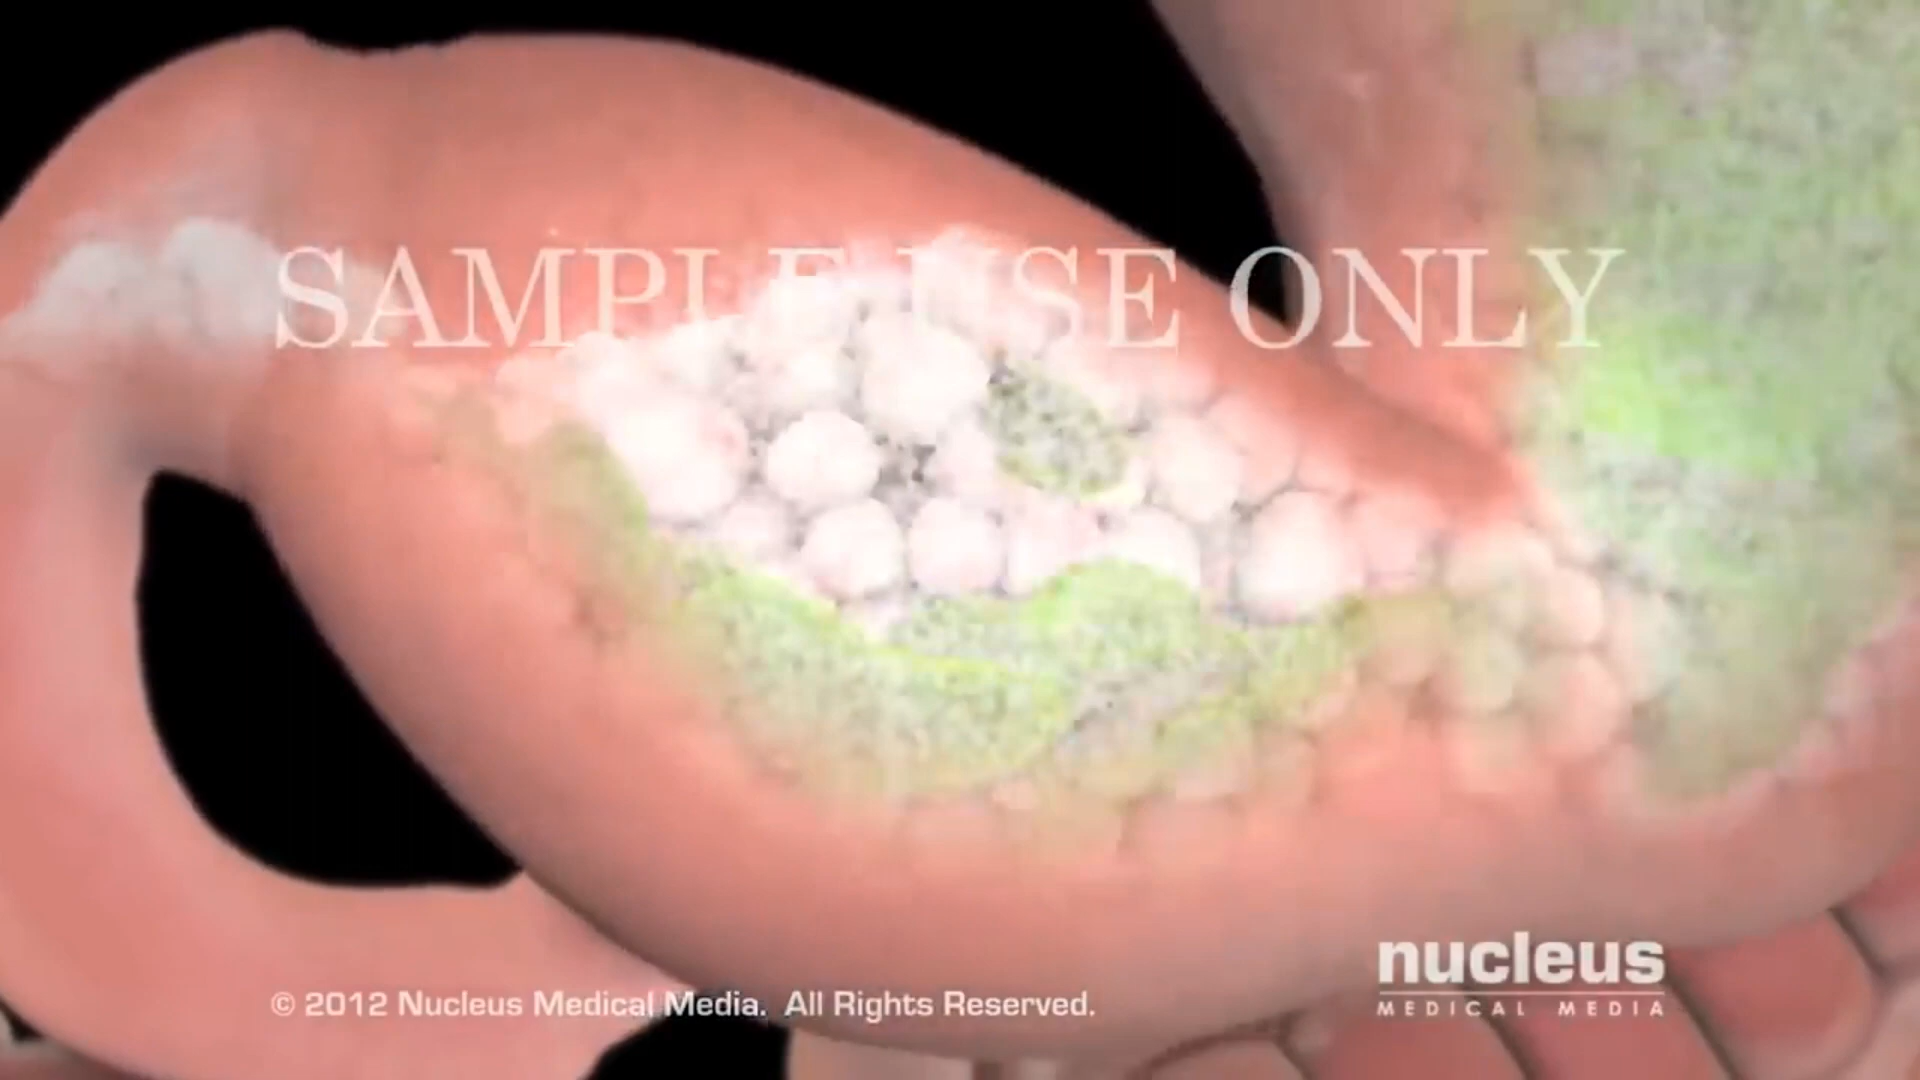 SAMPLE USE ONLY
nucleus
MEDICAL MEDIA
© 2012 Nucleus Medical Media. All Rights Reserved.